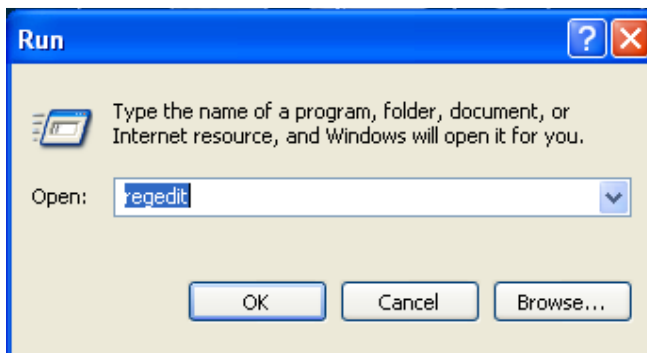 Run
Type the name of a program, folder, document, or
Internet resource, and Windows will open it for you.
Open: regedit
OK Cancel Browse...